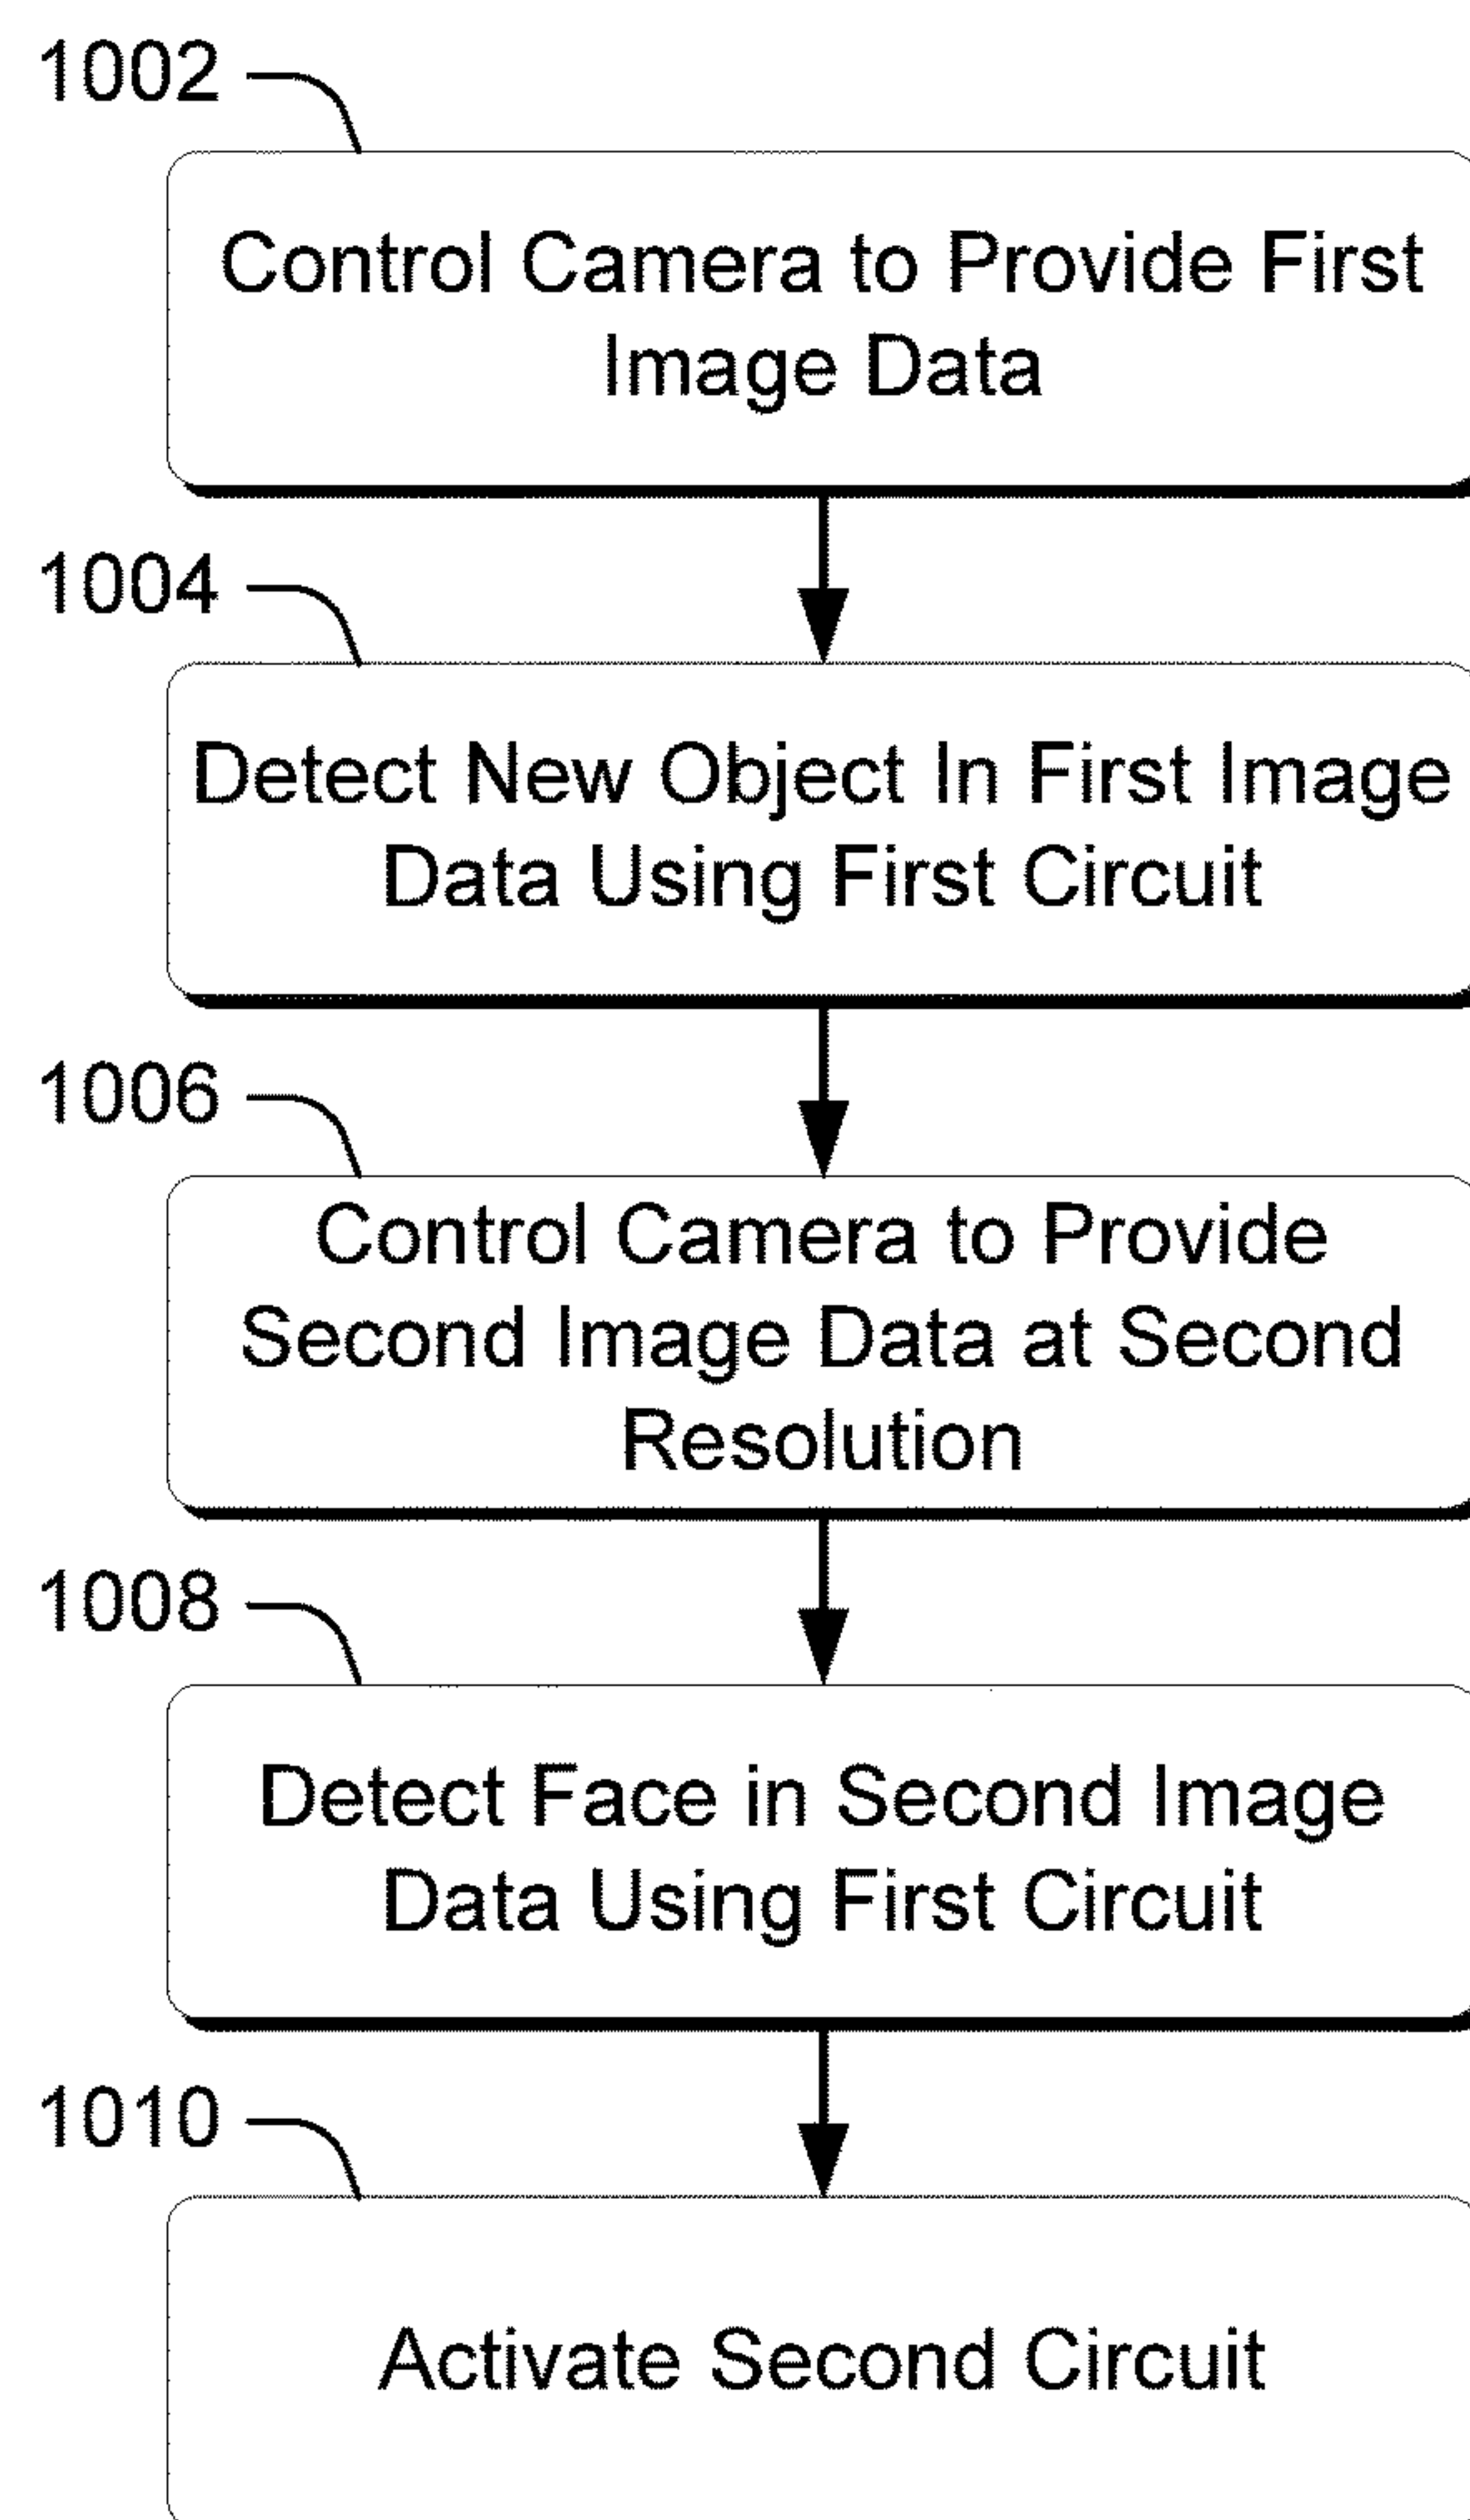 1002
Control Camera to Provide First
Image Data
1004
Detect New Object In First Image
Data Using First Circuit
1006
Control Camera to Provide
Second Image Data at Second
Resolution
1008
Detect Face in Second Image
Data Using First Circuit
1010
Activate Second Circuit